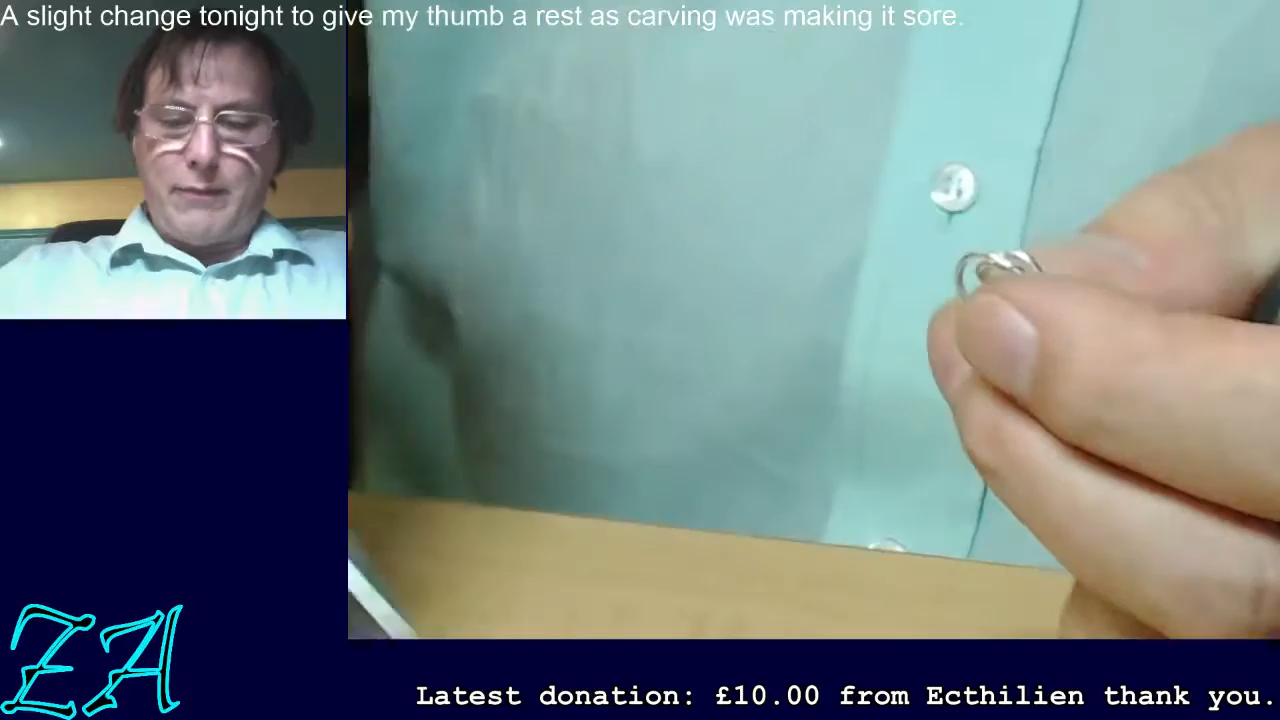 A slight change tonight to give my thumb a rest as carving was making it sore.
ZA
Latest donation: £10.00 from Ecthilien thank you.